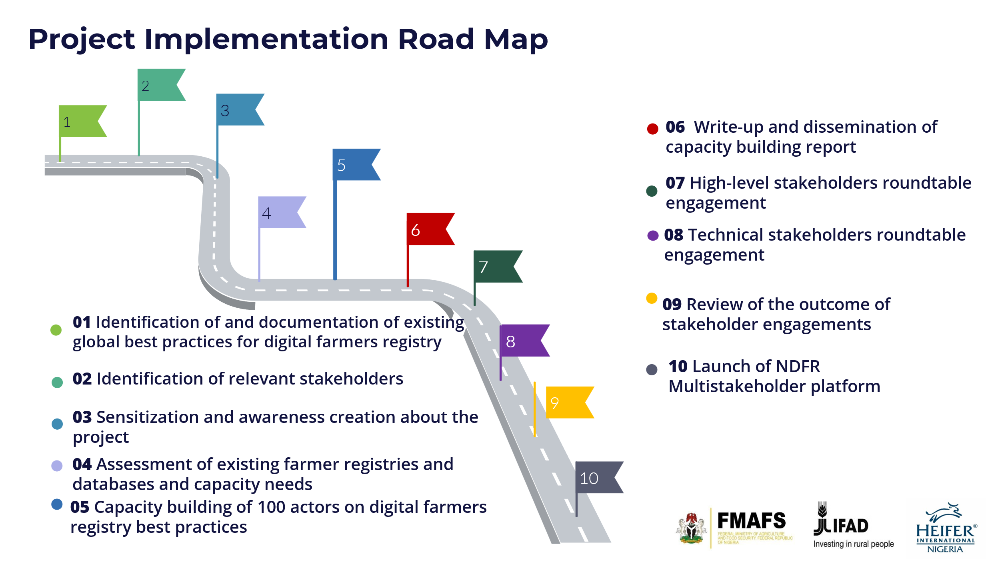 Project Implementation Road Map
1
2
3
4
5
6
7
8
9
10
01 Identification of and documentation of existing
global best practices for digital farmers registry
02 Identification of relevant stakeholders
03 Sensitization and awareness creation about the
project
04 Assessment of existing farmer registries and
databases and capacity needs
05 Capacity building of 100 actors on digital farmers
registry best practices
06 Write-up and dissemination of
capacity building report
07 High-level stakeholders roundtable
engagement
08 Technical stakeholders roundtable
engagement
09 Review of the outcome of
stakeholder engagements
10 Launch of NDFR
Multistakeholder platform
FMAFS
FEDERAL MINISTRY OF AGRICULTURE
AND FOOD SECURITY, FEDERAL REPUBLIC
OF NIGERIA
IFAD
Investing in rural people
HEIFER®
INTERNATIONAL
NIGERIA